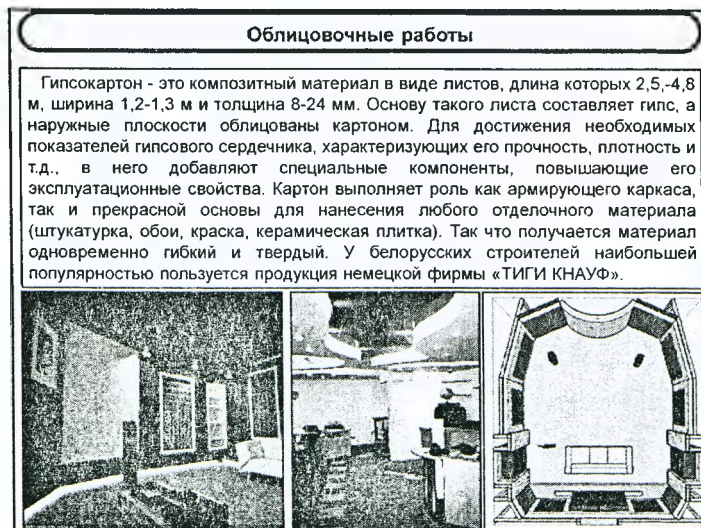 Облицовочные работы
Гипсокартон - это композитный материал в виде листов, длина которых 2,5,-4,8
м, ширина 1,2-1,3 м и толщина 8-24 мм. Основу такого листа составляет гипс, а
наружные плоскости облицованы картоном. Для достижения необходимых
показателей гипсового сердечника, характеризующих его прочность, плотность и
т.д., в него добавляют специальные компоненты, повышающие его
эксплуатационные свойства. Картон выполняет роль как армирующего каркаса,
так и прекрасной основы для нанесения любого отделочного материала
(штукатурка, обои, краска, керамическая плитка). Так что получается материал
одновременно гибкий и твердый. У белорусских строителей наибольшей
популярностью пользуется продукция немецкой фирмы «ТИГИ КНАУФ».